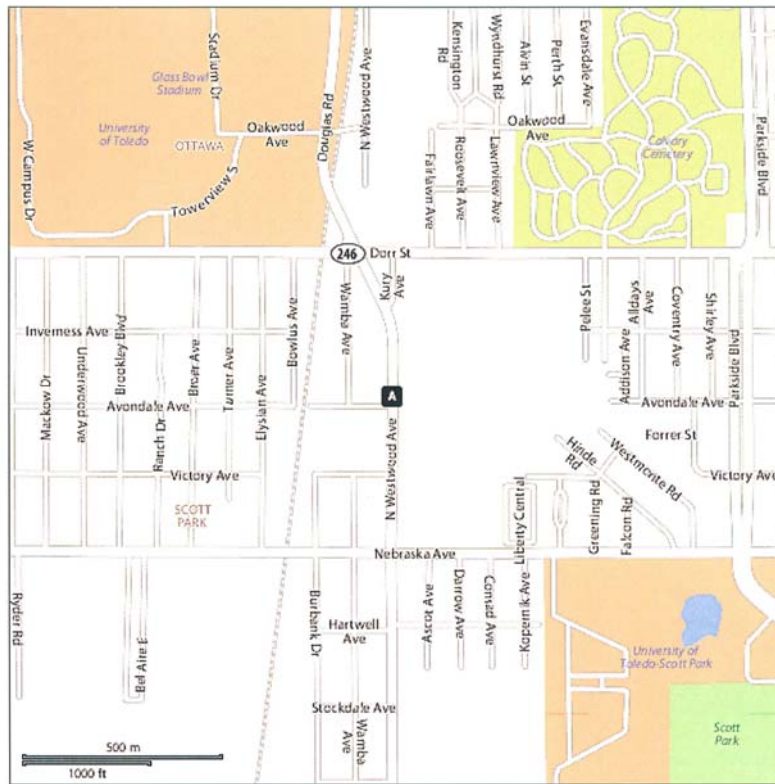 Stadium Dr
Glass Bowl
Stadium
University
of Toledo
OTTAWA
Oakwood
Ave
W Campus Dr
Towerview S
Douglas Rd
N Westwood Ave
Kensington
Rd
Wyndhurst Rd
Alvin St
Perth St
Evansdale Ave
Oakwood
Ave
Fairlawn Ave
Roosevelt Ave
Lawnview Ave
Calvary
Cemetery
Parkside Blvd
246
Dorr St
Kury
Ave
Wamba Ave
Inverness Ave
Mackow Dr
Underwood Ave
Brookley Blvd
Ranch Dr
Broer Ave
Turner Ave
Elysian Ave
Bowlus Ave
Avondale Ave
Victory Ave
SCOTT
PARK
A
N Westwood Ave
Pelee St
Addison Ave
Alldays
Ave
Coventry Ave
Shirley Ave
Parkside Blvd
Avondale Ave
Forrer St
Hinde
Rd
Westmonte Rd
Victory Ave
Liberty Central
Greening Rd
Falcon Rd
Nebraska Ave
Ryder Rd
Burbank Dr
Hartwell
Ave
Ascot Ave
Darrow Ave
Consad Ave
Kopernik Ave
University of
Toledo-Scott Park
Stockdale Ave
Wamba
Ave
Scott
Park
500 m
1000 ft